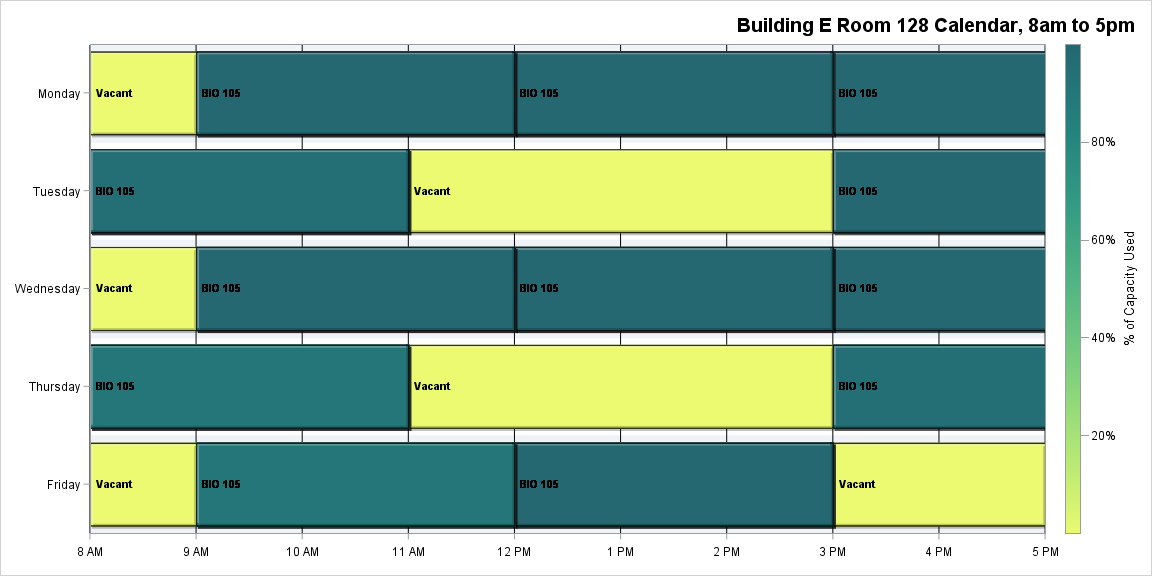 Building E Room 128 Calendar, 8am to 5pm
Monday
Vacant
BIO 105
BIO 105
BIO 105
Tuesday
BIO 105
Vacant
BIO 105
Wednesday
Vacant
BIO 105
BIO 105
BIO 105
Thursday
BIO 105
Vacant
BIO 105
Friday
Vacant
BIO 105
BIO 105
Vacant
8 AM
9 AM
10 AM
11 AM
12 PM
1 PM
2 PM
3 PM
4 PM
5 PM
80%
60%
40%
20%
% of Capacity Used